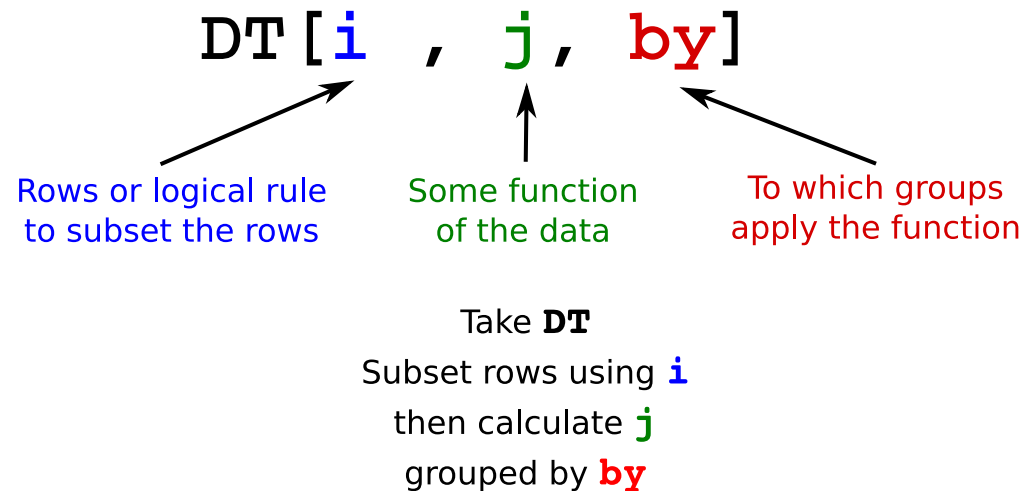 DT[i , j, by]
Rows or logical rule
to subset the rows
Some function
of the data
To which groups
apply the function
Take DT
Subset rows using i
then calculate j
grouped by by